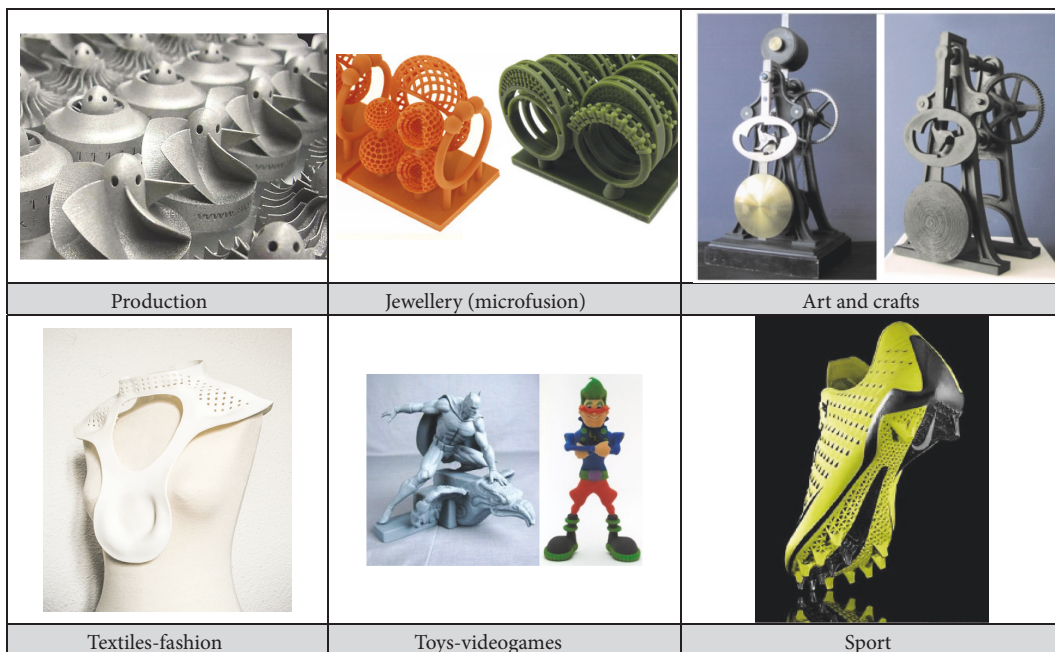 Production
Jewellery (microfusion)
Art and crafts
Textiles-fashion
Toys-videogames
Sport